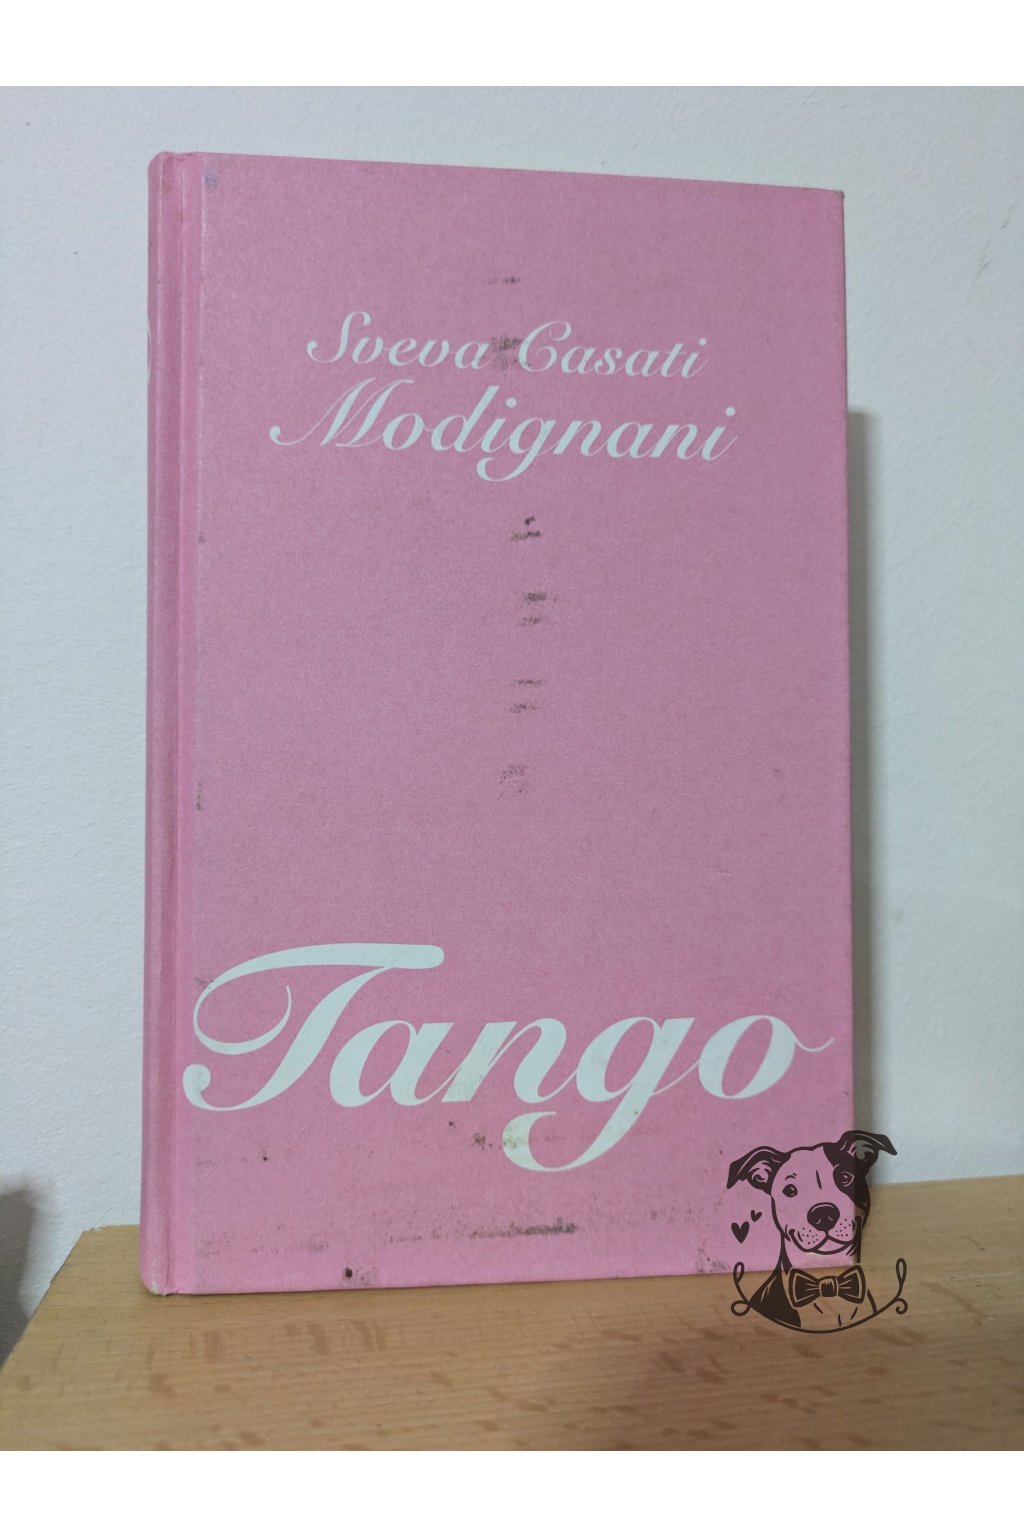 Sveva Casati
Modignani
Tango